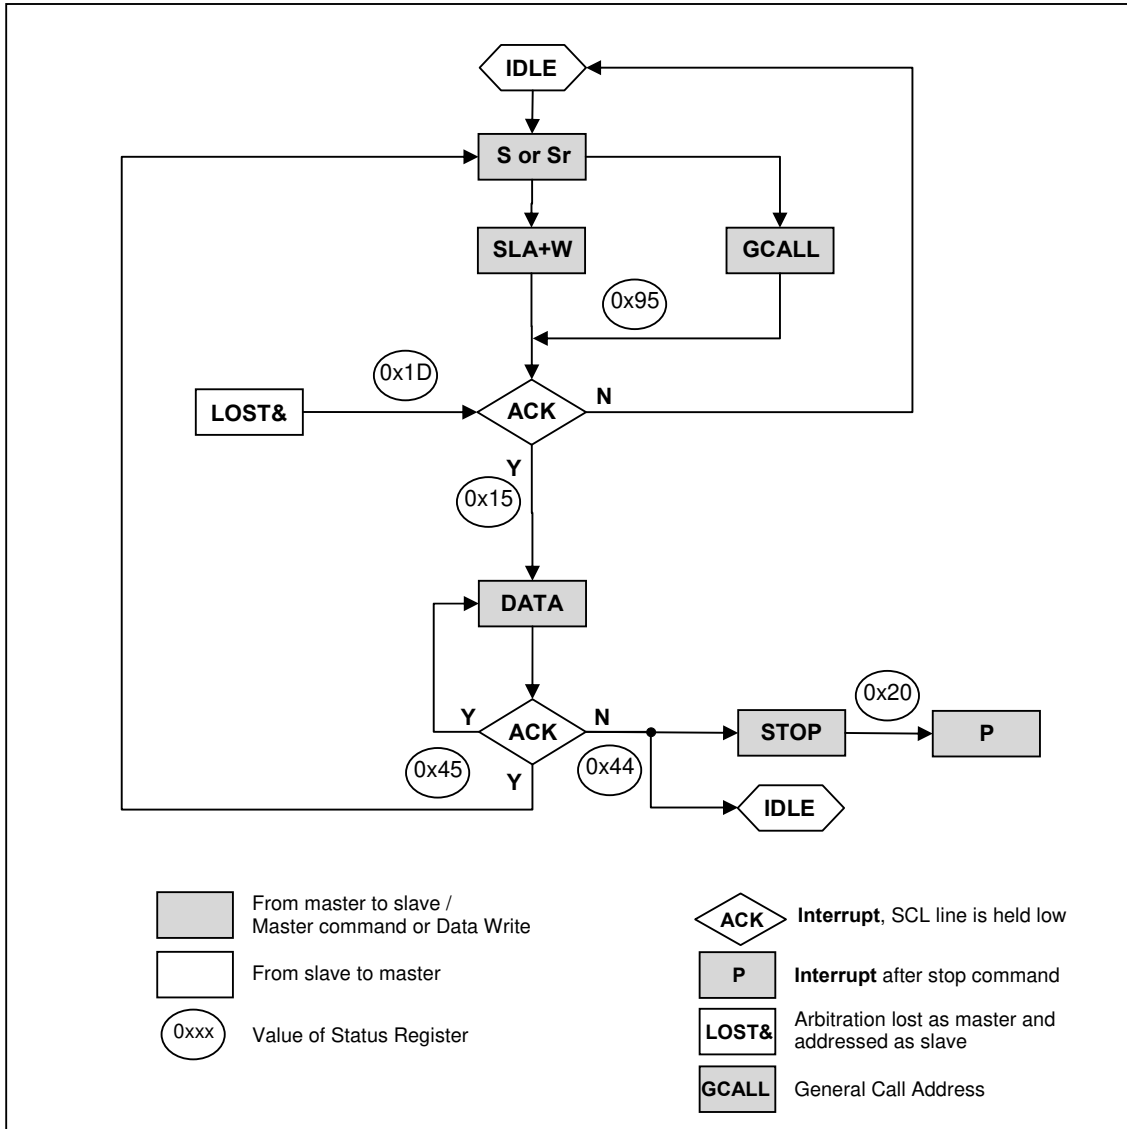 IDLE
S or Sr
SLA+W
GCALL
0x95
0x1D
LOST&
ACK
N
Y
0x15
DATA
Y
ACK
N
0x20
STOP
P
0x45
Y
0x44
IDLE
From master to slave /
Master command or Data Write
From slave to master
0xxx
Value of Status Register
ACK
Interrupt, SCL line is held low
P
Interrupt after stop command
LOST&
Arbitration lost as master and
addressed as slave
GCALL
General Call Address